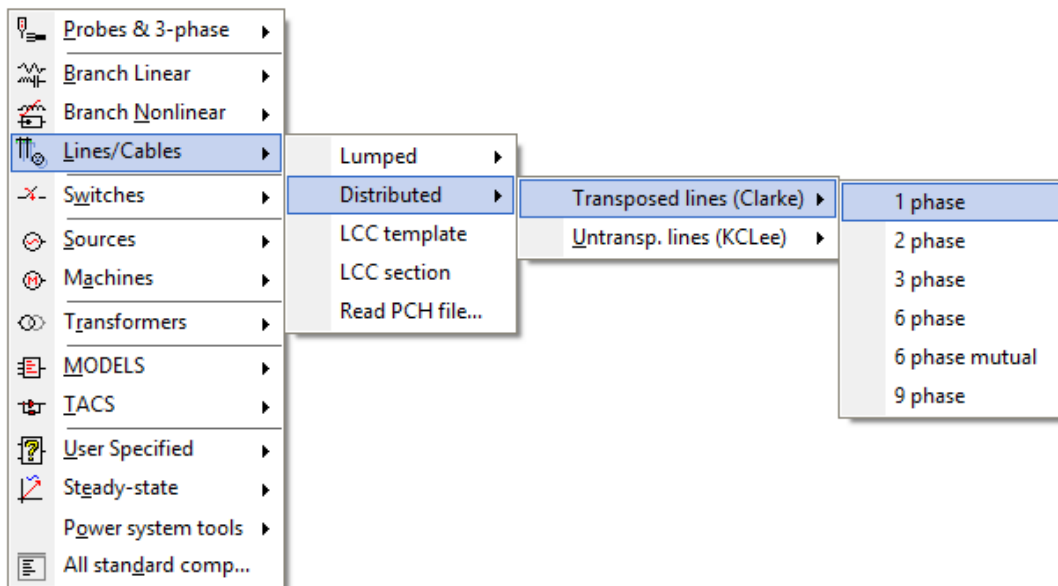 Probes & 3-phase
Branch Linear
Branch Nonlinear
Lines/Cables
Switches
Sources
Machines
Transformers
MODELS
TACS
User Specified
Steady-state
Power system tools
All standard comp...
Lumped
Distributed
LCC template
LCC section
Read PCH file...
Transposed lines (Clarke)
Untransp. lines (KCLee)
1 phase
2 phase
3 phase
6 phase
6 phase mutual
9 phase